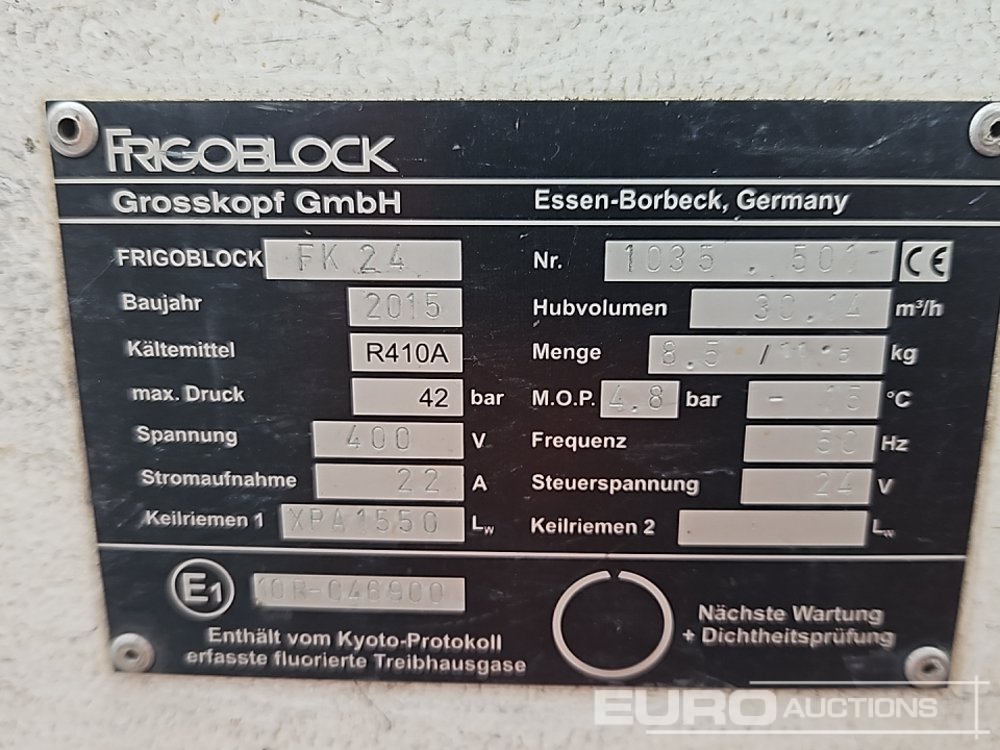 FRIGOBLOCK
Grosskopf GmbH Essen-Borbeck, Germany
FRIGOBLOCK FK 24 Nr. 1035 . CE
Baujahr 2015 Hubvolumen 30.14 m³/h
Kältemittel R410A Menge 8.5 / kg
max. Druck 42 bar M.O.P. 4.8 bar - 15 °C
Spannung 400 V Frequenz 50 Hz
Stromaufnahme 22 A Steuerspannung 24 V
Keilriemen 1 XPA1550 Lw Keilriemen 2 Lw
E1 10R-046900
Enthält vom Kyoto-Protokoll
erfasste fluorierte Treibhausgase
Nächste Wartung
+ Dichtheitsprüfung
EURO AUCTIONS